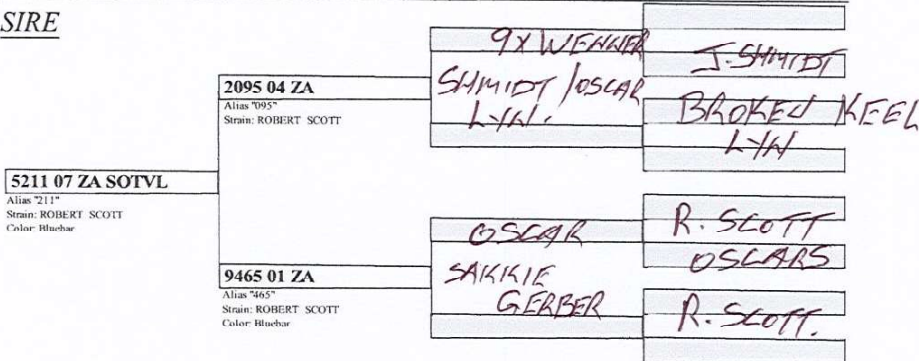 SIRE
5211 07 ZA SOTVL
Alias "211"
Strain: ROBERT SCOTT
Color: Bluebar
2095 04 ZA
Alias "095"
Strain: ROBERT SCOTT
9465 01 ZA
Alias "465"
Strain: ROBERT SCOTT
Color: Bluebar
9X WENNER
SHMIDT / OSCAR
LYN.
OSCAR
SAKKIE
GERBER
J. SHMIDT
BROKEN KEEL
LYN
R. SCOTT
OSCARS
R. SCOTT.